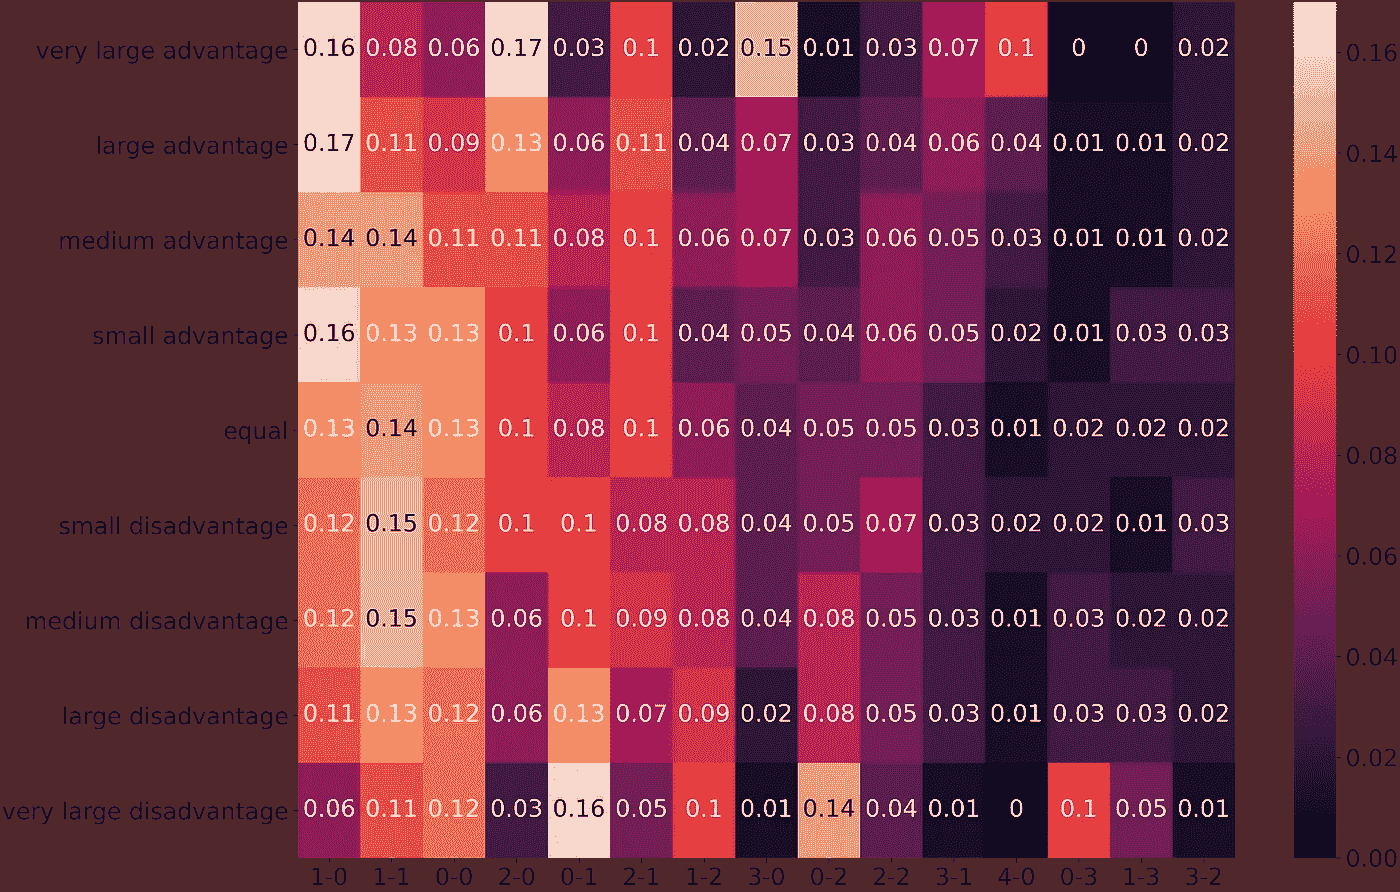 very large advantage 0.16 0.08 0.06 0.17 0.03 0.1 0.02 0.15 0.01 0.03 0.07 0.1 0 0 0.02
0.16
large advantage 0.17 0.11 0.09 0.13 0.06 0.11 0.04 0.07 0.03 0.04 0.06 0.04 0.01 0.01 0.02
0.14
medium advantage 0.14 0.14 0.11 0.11 0.08 0.1 0.06 0.07 0.03 0.06 0.05 0.03 0.01 0.01 0.02
0.12
small advantage 0.16 0.13 0.13 0.1 0.06 0.1 0.04 0.05 0.04 0.06 0.05 0.02 0.01 0.03 0.03
0.10
equal 0.13 0.14 0.13 0.1 0.08 0.1 0.06 0.04 0.05 0.05 0.03 0.01 0.02 0.02 0.02
0.08
small disadvantage 0.12 0.15 0.12 0.1 0.1 0.08 0.08 0.04 0.05 0.07 0.03 0.02 0.02 0.01 0.03
0.06
medium disadvantage 0.12 0.15 0.13 0.06 0.1 0.09 0.08 0.04 0.08 0.05 0.03 0.01 0.03 0.02 0.02
0.04
large disadvantage 0.11 0.13 0.12 0.06 0.13 0.07 0.09 0.02 0.08 0.05 0.03 0.01 0.03 0.03 0.02
0.02
very large disadvantage 0.06 0.11 0.12 0.03 0.16 0.05 0.1 0.01 0.14 0.04 0.01 0 0.1 0.05 0.01
0.00
1-0 1-1 0-0 2-0 0-1 2-1 1-2 3-0 0-2 2-2 3-1 4-0 0-3 1-3 3-2